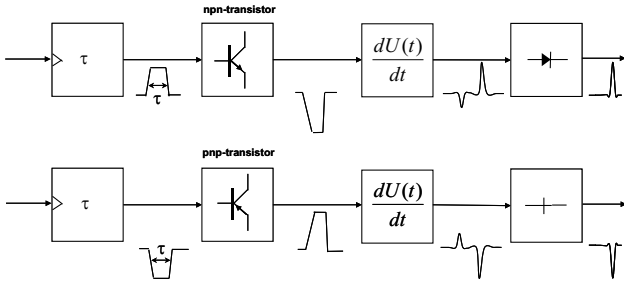 npn-transistor
τ
dU(t)
dt
τ
pnp-transistor
τ
dU(t)
dt
τ